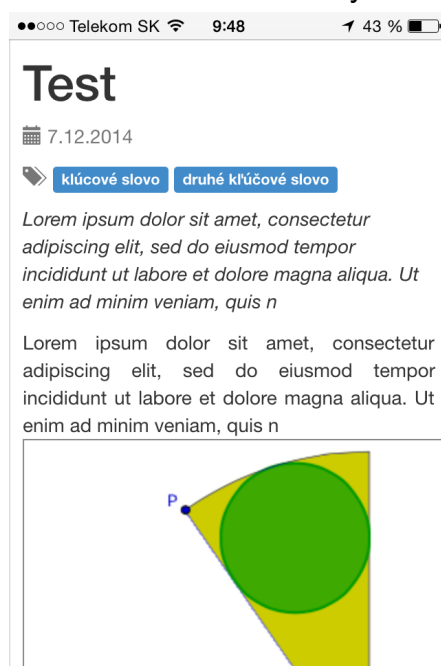 Telekom SK 9:48 43 %
Test
7.12.2014
klúcové slovo druhé kľúčové slovo
Lorem ipsum dolor sit amet, consectetur
adipiscing elit, sed do eiusmod tempor
incididunt ut labore et dolore magna aliqua. Ut
enim ad minim veniam, quis n
Lorem ipsum dolor sit amet, consectetur
adipiscing elit, sed do eiusmod tempor
incididunt ut labore et dolore magna aliqua. Ut
enim ad minim veniam, quis n
P